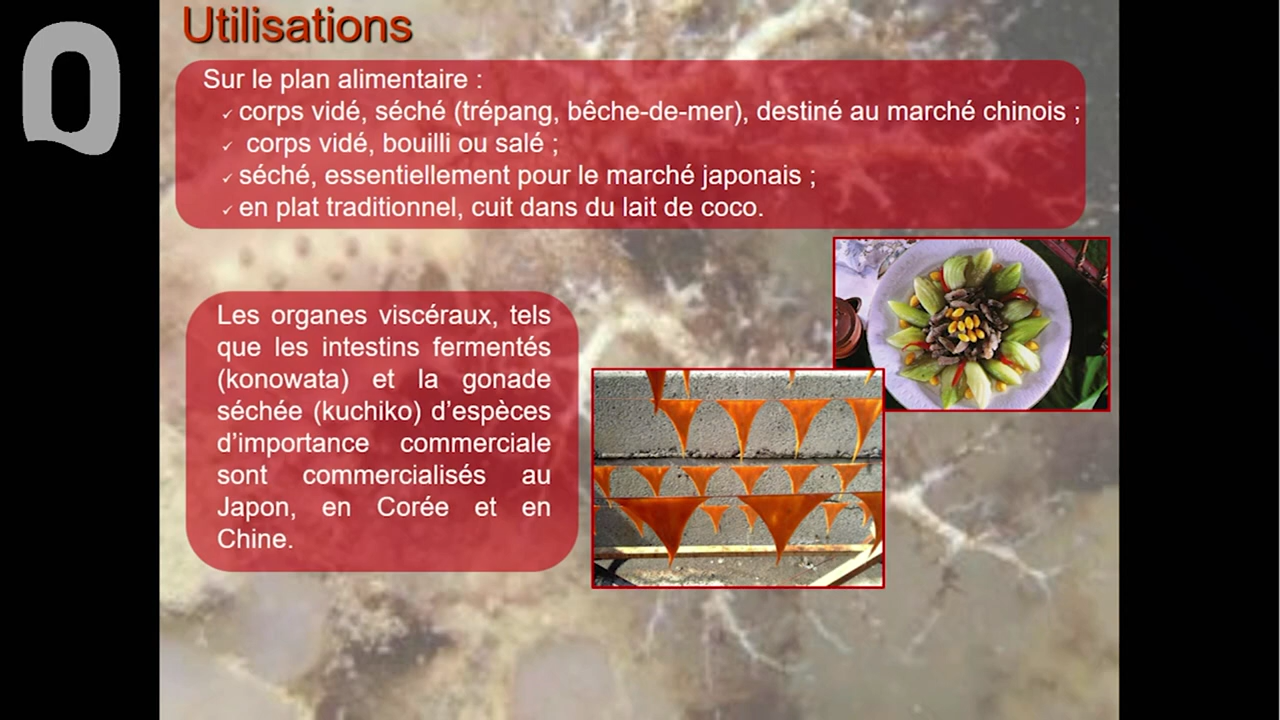 Utilisations
Sur le plan alimentaire :
✓ corps vidé, séché (trépang, bêche-de-mer), destiné au marché chinois ;
✓ corps vidé, bouilli ou salé ;
✓ séché, essentiellement pour le marché japonais ;
✓ en plat traditionnel, cuit dans du lait de coco.
Les organes viscéraux, tels
que les intestins fermentés
(konowata) et la gonade
séchée (kuchiko) d'espèces
d'importance commerciale
sont commercialisés au
Japon, en Corée et en
Chine.